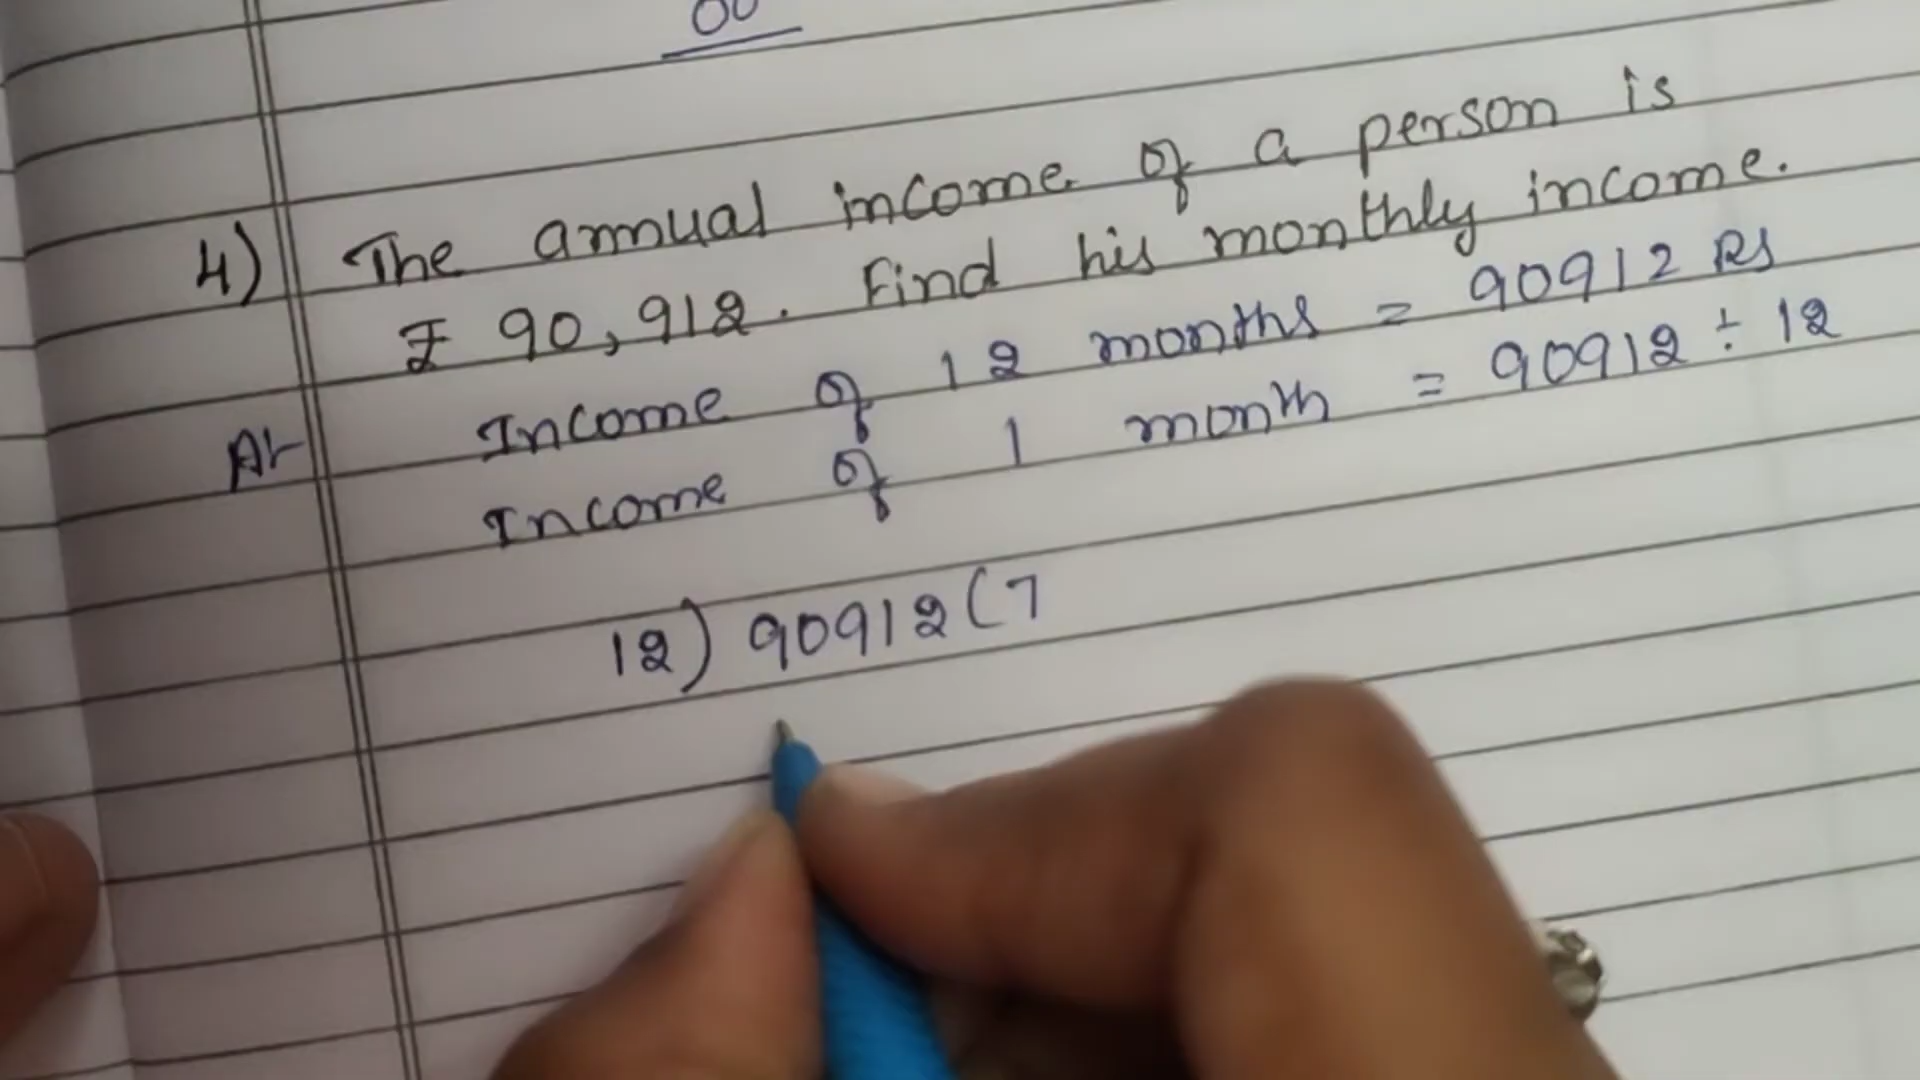 00
4) The annual income of a person is
₹ 90,912. Find his monthly income.
Income of 12 months = 90912 Rs
Income of 1 month = 90912 ÷ 12
12 ) 90912 ( 7